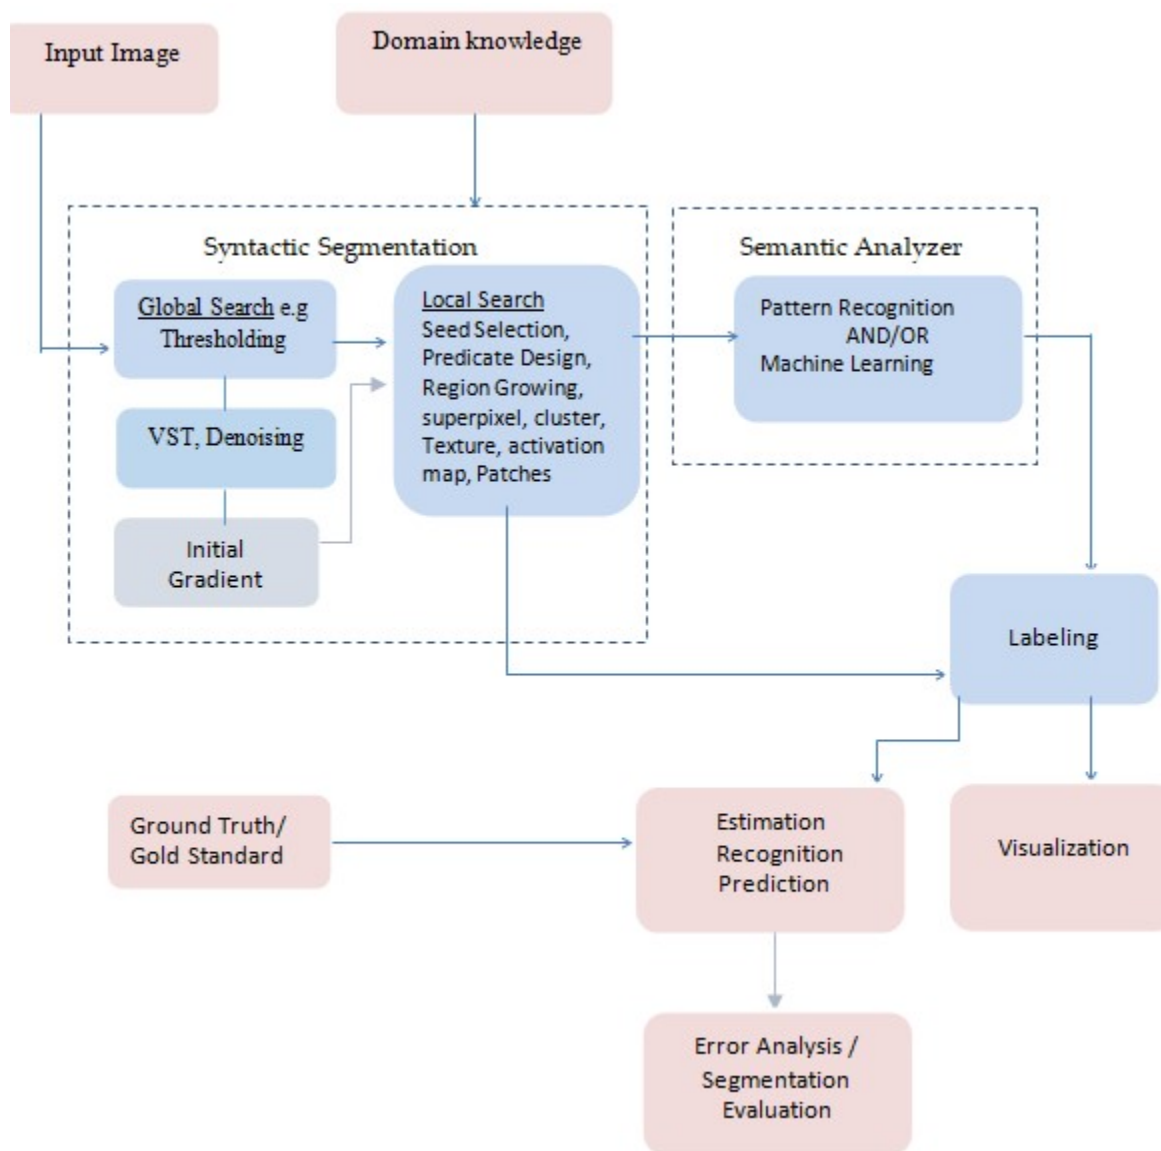 Input Image
Domain knowledge
Syntactic Segmentation
Global Search e.g
Thresholding
VST, Denoising
Initial
Gradient
Local Search
Seed Selection,
Predicate Design,
Region Growing,
superpixel, cluster,
Texture, activation
map, Patches
Semantic Analyzer
Pattern Recognition
AND/OR
Machine Learning
Labeling
Ground Truth/
Gold Standard
Estimation
Recognition
Prediction
Visualization
Error Analysis /
Segmentation
Evaluation